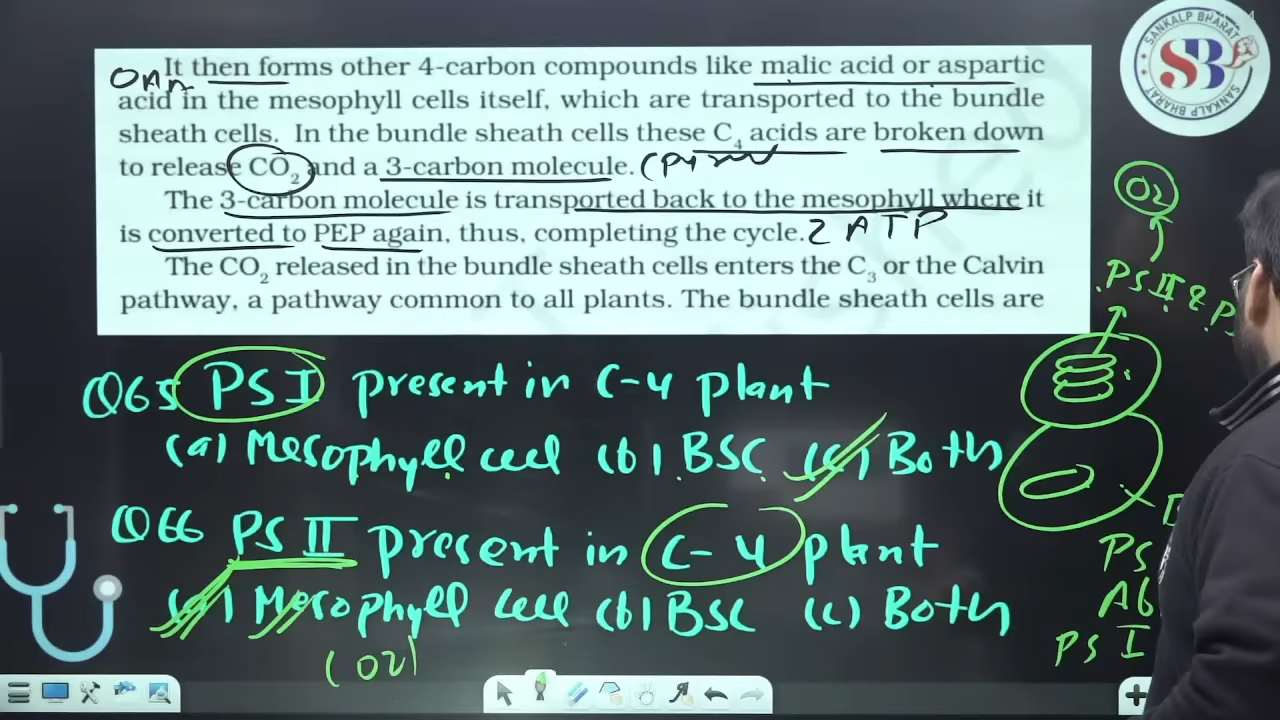 SANKALP BHARAT
SB
SANKALP BHARAT
OAA
It then forms other 4-carbon compounds like malic acid or aspartic
acid in the mesophyll cells itself, which are transported to the bundle
sheath cells. In the bundle sheath cells these C4 acids are broken down
to release CO2 and a 3-carbon molecule.
The 3-carbon molecule is transported back to the mesophyll where it
is converted to PEP again, thus, completing the cycle. 2 ATP
The CO2 released in the bundle sheath cells enters the C3 or the Calvin
pathway, a pathway common to all plants. The bundle sheath cells are
O2
PS II &
Q65 PS I present in C-4 plant
(a) Mesophyll cell (b) BSC (c) Both
Q66 PS II present in C-4 plant
(a) Mesophyll cell (b) BSC (c) Both
(O2)
PS
Ab
PS I